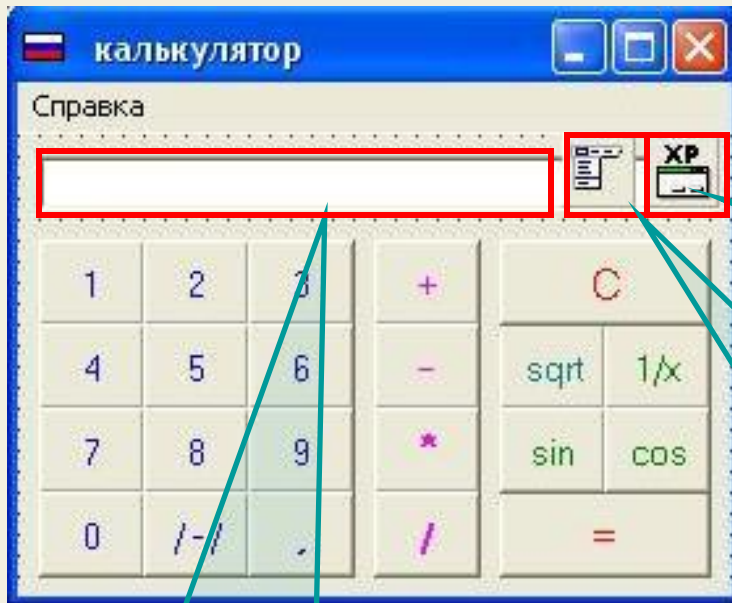 калькулятор
Справка
XP
1 2 3 + C
4 5 6 - sqrt 1/x
7 8 9 * sin cos
0 /-/ , / =